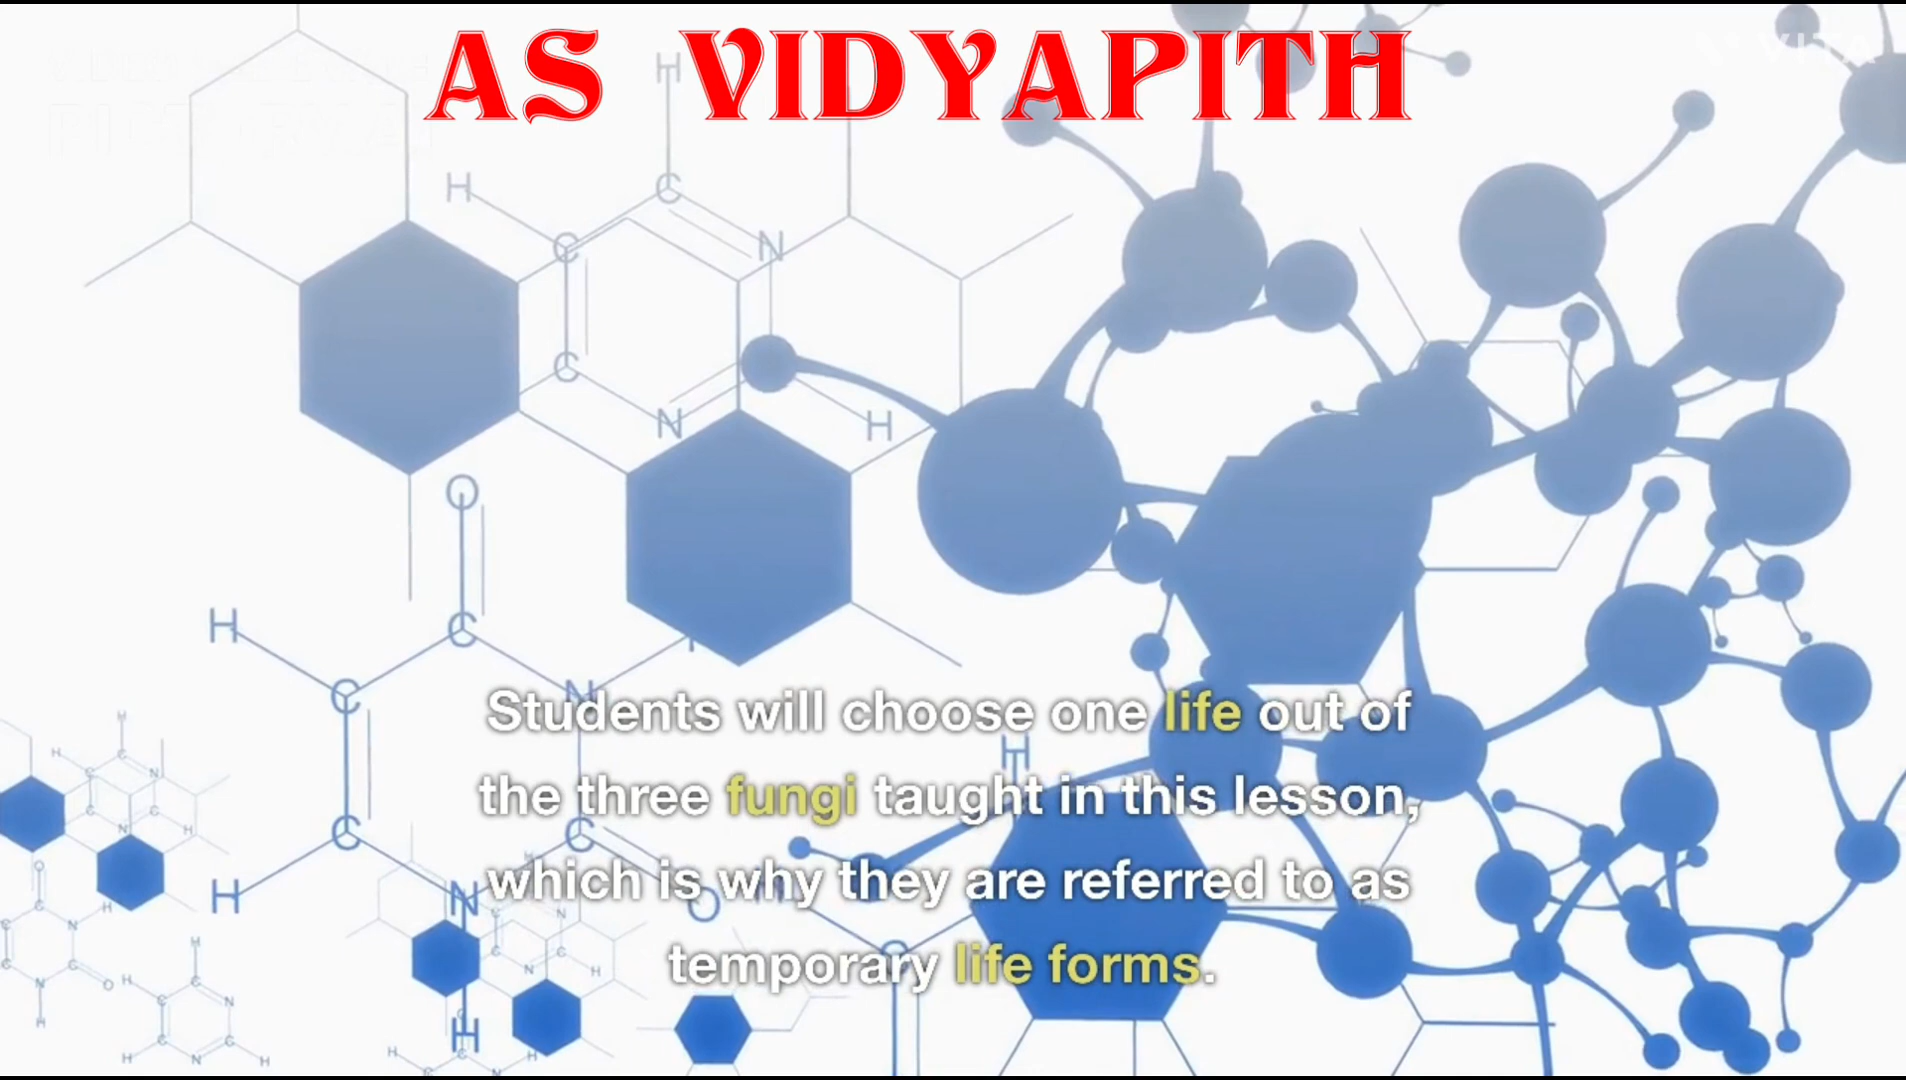 AS VIDYAPITH
VITA
Students will choose one life out of
the three fungi taught in this lesson,
which is why they are referred to as
temporary life forms.